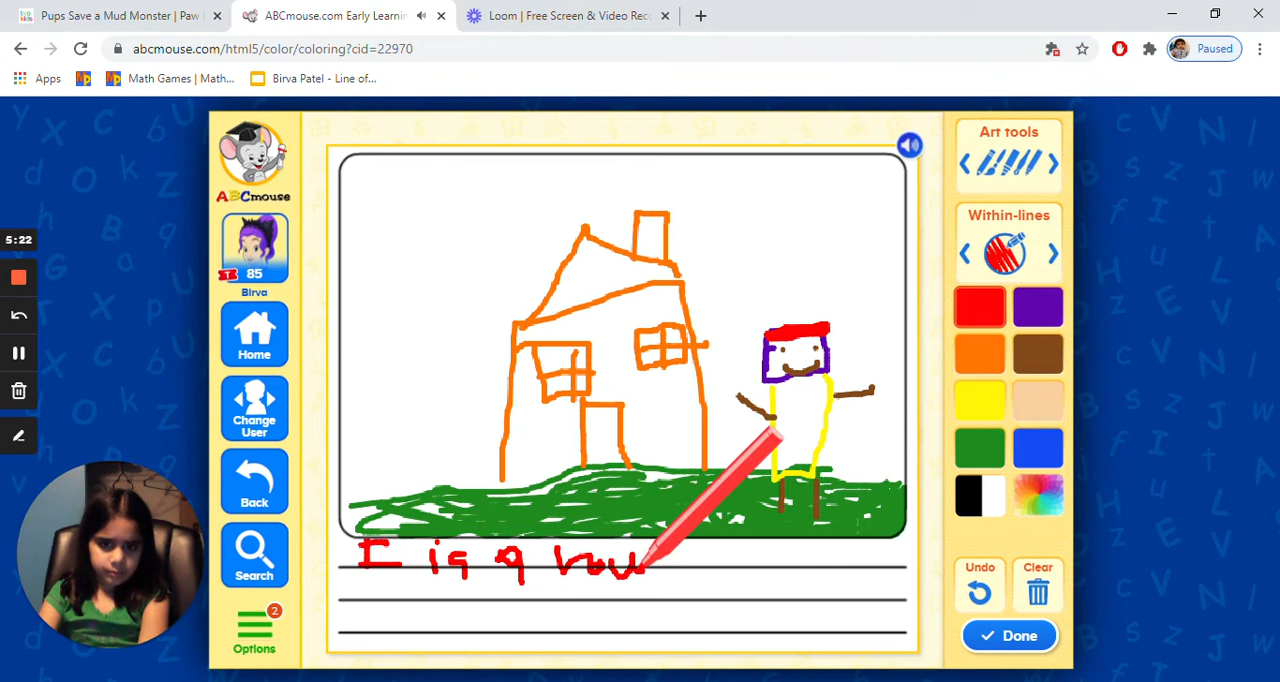 Pups Save a Mud Monster | Paw
ABCmouse.com Early Learnin
Loom | Free Screen & Video Rec
abcmouse.com/html5/color/coloring?cid=22970
Paused
Apps
Math Games | Math...
Birva Patel - Line of...
5:22
ABCmouse
85
Birva
Home
Change
User
Back
Search
2
Options
I is a hou
Art tools
Within-lines
Undo
Clear
Done